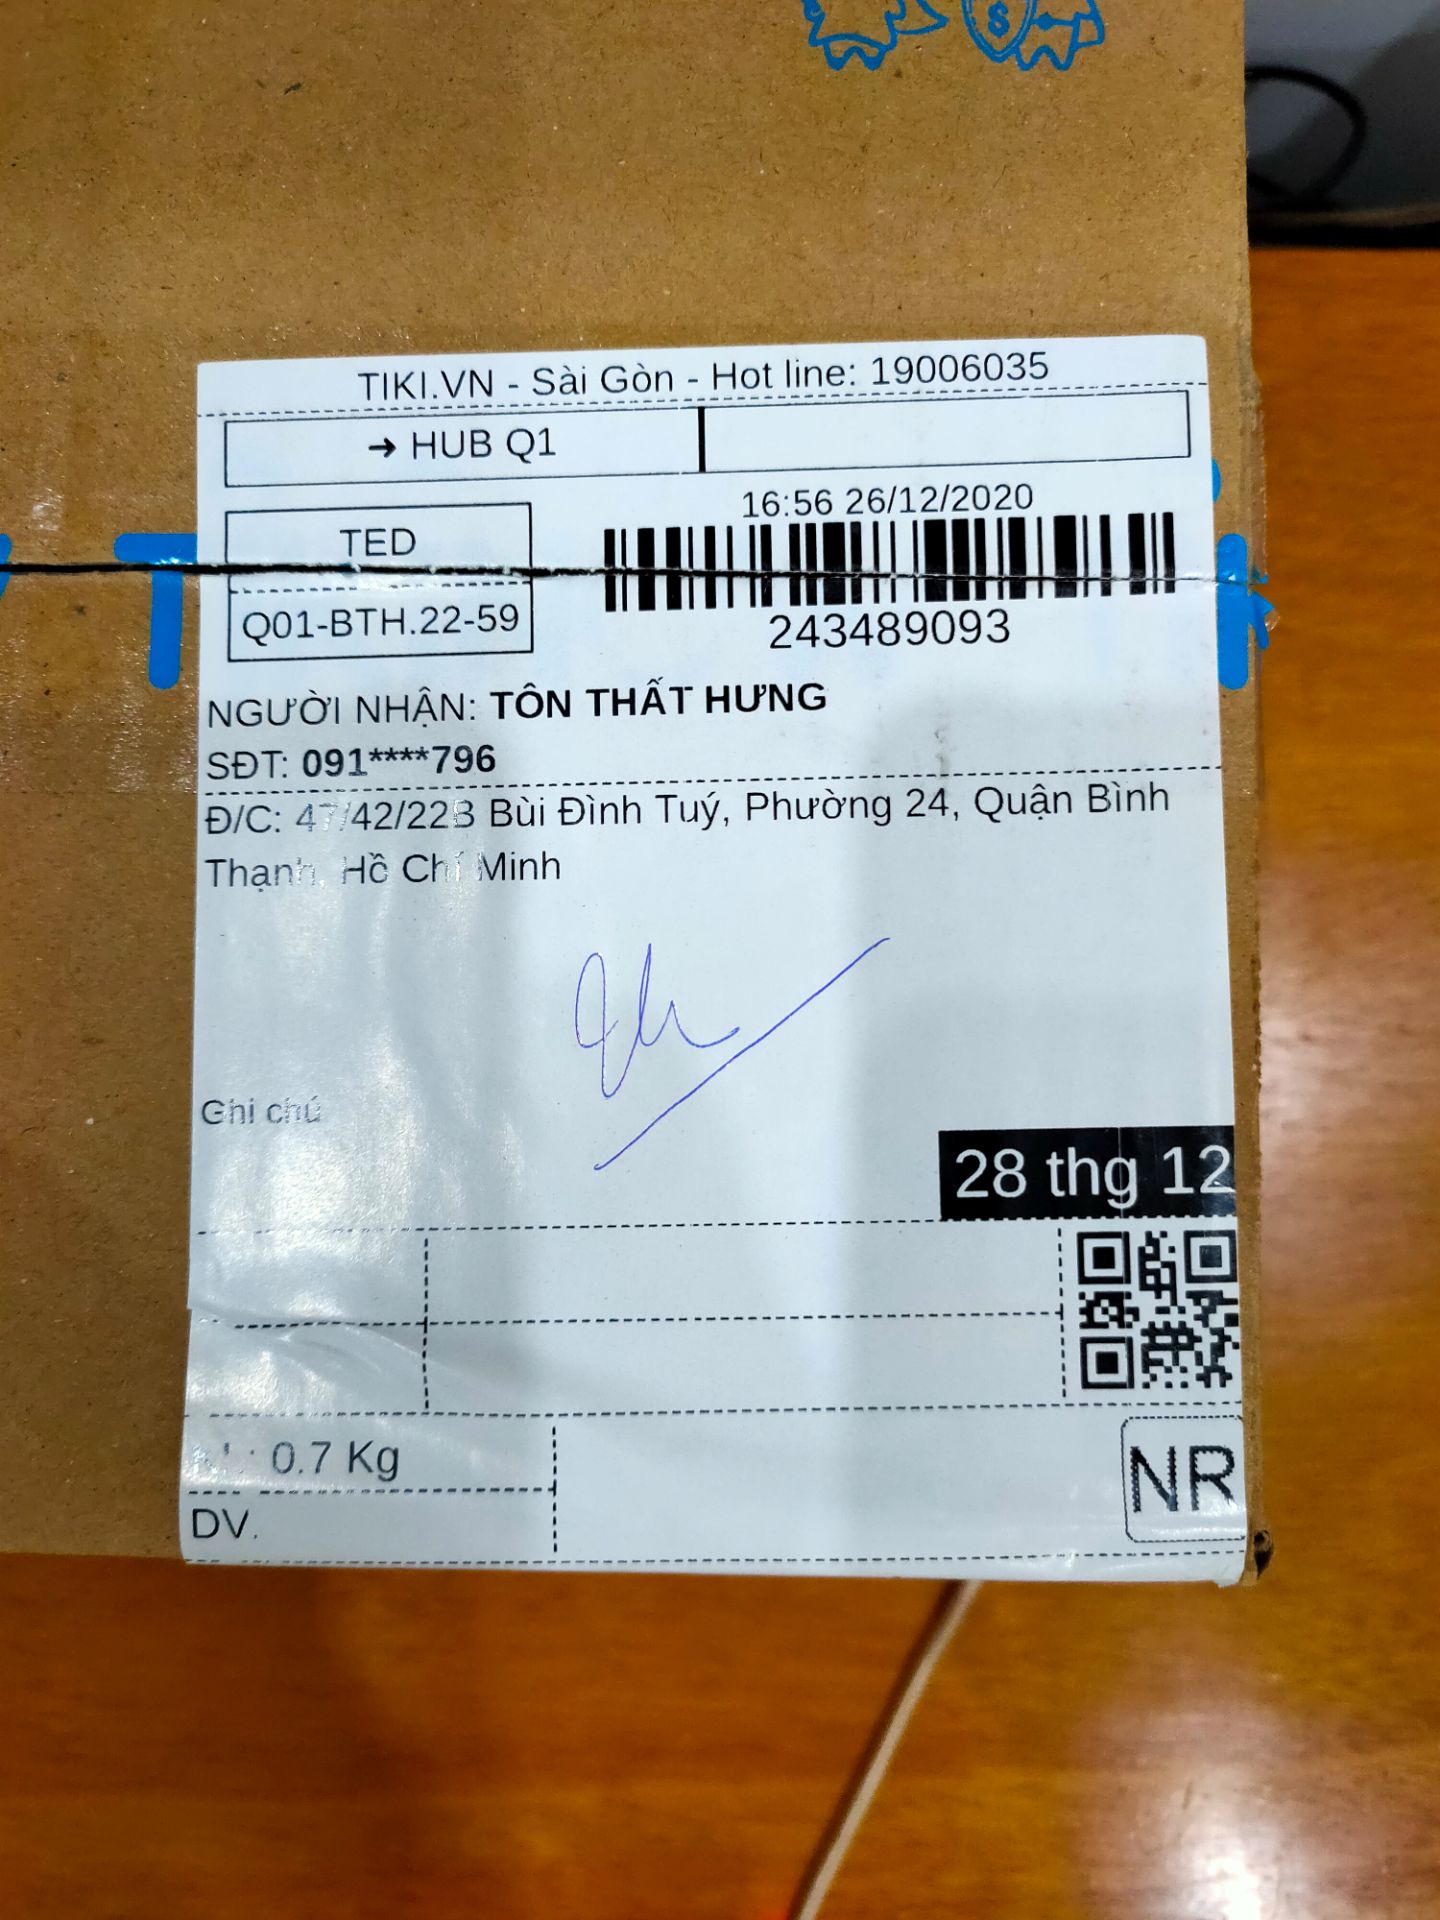 TIKI.VN - Sài Gòn - Hot line: 19006035
➔ HUB Q1
16:56 26/12/2020
TED
Q01-BTH.22-59
243489093
NGƯỜI NHẬN: TÔN THẤT HƯNG
SĐT: 091****796
Đ/C: 47/42/22B Bùi Đình Tuý, Phường 24, Quận Bình
Thạnh, Hồ Chí Minh
Ghi chú
28 thg 12
0.7 Kg
NR
DV.